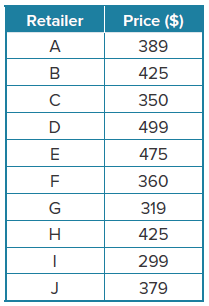 Retailer Price ($)
A 389
B 425
C 350
D 499
E 475
F 360
G 319
H 425
I 299
J 379